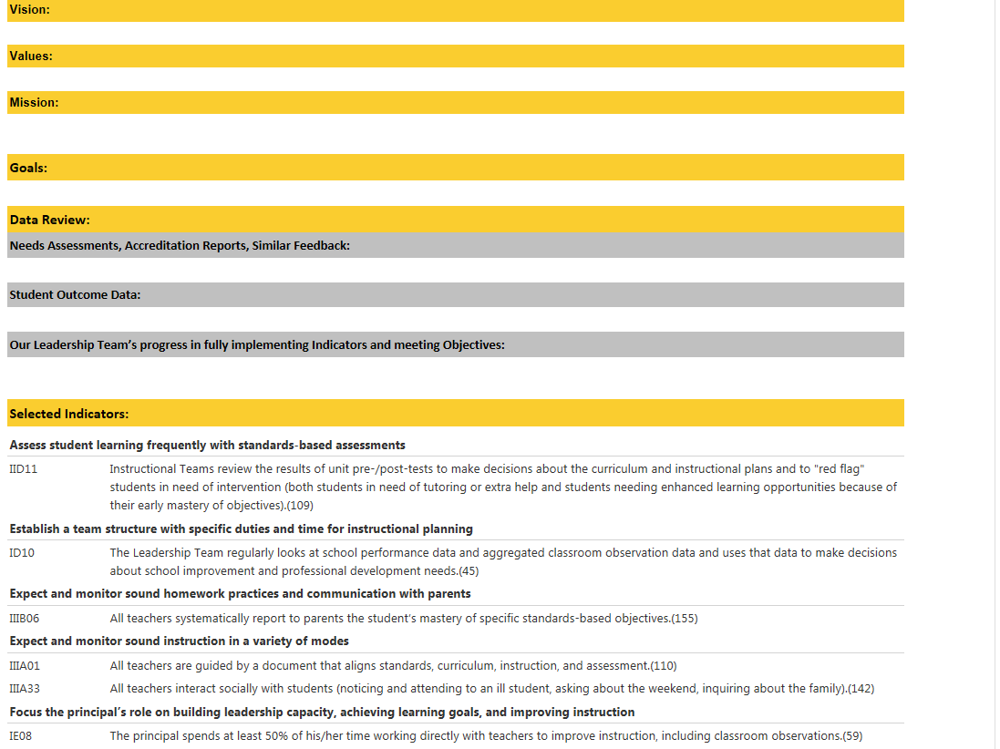 Vision:
Values:
Mission:
Goals:
Data Review:
Needs Assessments, Accreditation Reports, Similar Feedback:
Student Outcome Data:
Our Leadership Team’s progress in fully implementing Indicators and meeting Objectives:
Selected Indicators:
Assess student learning frequently with standards-based assessments
IID11 Instructional Teams review the results of unit pre-/post-tests to make decisions about the curriculum and instructional plans and to "red flag"
students in need of intervention (both students in need of tutoring or extra help and students needing enhanced learning opportunities because of
their early mastery of objectives).(109)
Establish a team structure with specific duties and time for instructional planning
ID10 The Leadership Team regularly looks at school performance data and aggregated classroom observation data and uses that data to make decisions
about school improvement and professional development needs.(45)
Expect and monitor sound homework practices and communication with parents
IIIB06 All teachers systematically report to parents the student's mastery of specific standards-based objectives.(155)
Expect and monitor sound instruction in a variety of modes
IIIA01 All teachers are guided by a document that aligns standards, curriculum, instruction, and assessment.(110)
IIIA33 All teachers interact socially with students (noticing and attending to an ill student, asking about the weekend, inquiring about the family).(142)
Focus the principal's role on building leadership capacity, achieving learning goals, and improving instruction
IE08 The principal spends at least 50% of his/her time working directly with teachers to improve instruction, including classroom observations.(59)